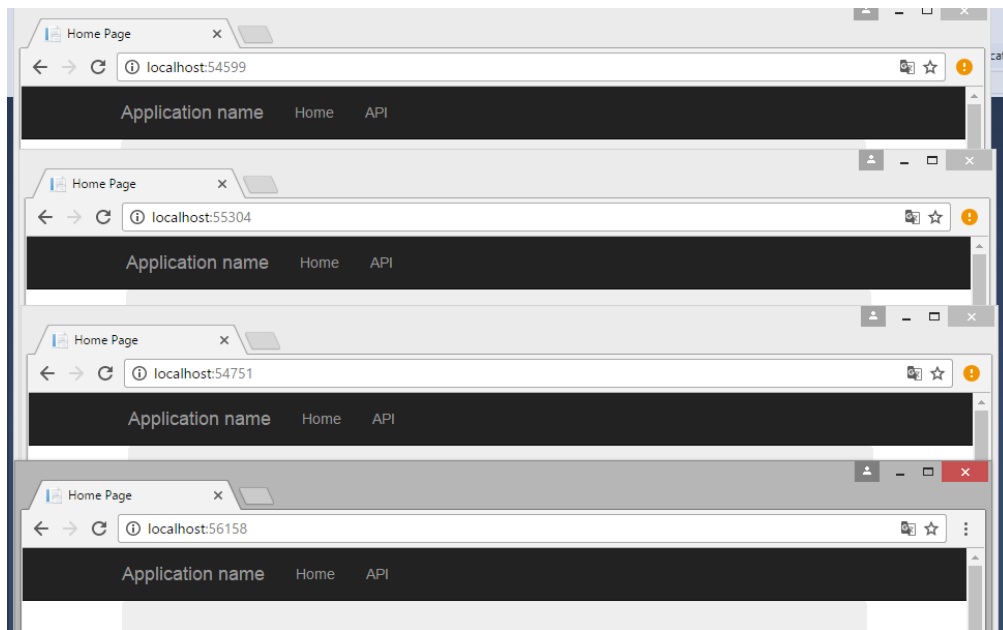 Home Page
localhost:54599
Application name Home API
Home Page
localhost:55304
Application name Home API
Home Page
localhost:54751
Application name Home API
Home Page
localhost:56158
Application name Home API